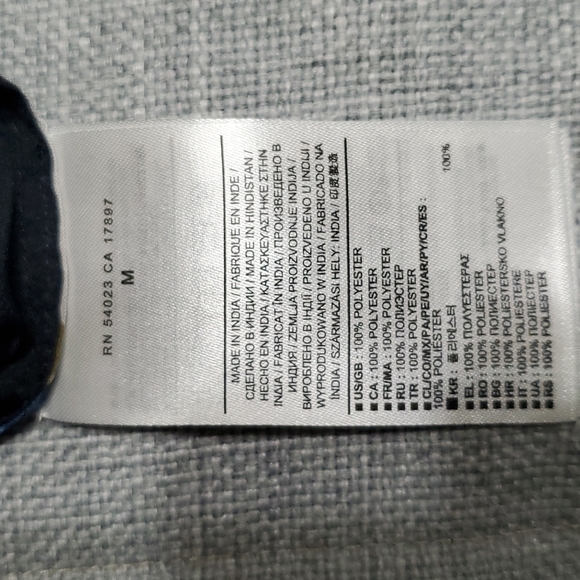 RN 54023 CA 17897
M
MADE IN INDIA / FABRIQUE EN INDE /
СДЕЛАНО В ИНДИИ / MADE IN HINDISTAN /
HECHO EN INDIA / ΚΑΤΑΣΚΕΥΑΣΤΗΚΕ ΣΤΗΝ
ΙΝΔΙΑ / FABRICAT ÎN INDIA / ПРОИЗВЕДЕНО В
ИНДИЯ / ZEMLJA PROIZVODNJE INDIJA /
ВИРОБЛЕНО В ІНДІЇ / PROIZVEDENO U INDIJI /
WYPRODUKOWANO W INDIA / FABRICADO NA
ÍNDIA / SZÁRMAZÁSI HELY: INDIA / 印度製造
■ US/GB : 100% POLYESTER
■ CA : 100% POLYESTER
■ FR/MA : 100% POLYESTER
■ RU : 100% ПОЛИЭСТЕР
■ TR : 100% POLYESTER
■ CL/CO/MX/PA/PE/UY/AR/PY/CR/ES :
100% POLIÉSTER
■ KR : 폴리에스터 100%
■ EL : 100% ΠΟΛΥΕΣΤΕΡΑΣ
■ RO : 100% POLIESTER
■ BG : 100% ПОЛИЕСТЕР
■ HR : 100% POLIESTERSKO VLAKNO
■ IT : 100% POLIESTERE
■ UA : 100% ПОЛІЕСТЕР
■ RS : 100% POLIESTER